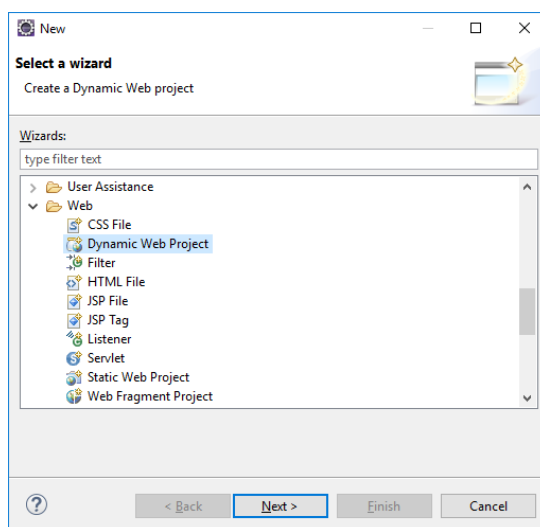 New
Select a wizard
Create a Dynamic Web project
Wizards:
type filter text
User Assistance
Web
CSS File
Dynamic Web Project
Filter
HTML File
JSP File
JSP Tag
Listener
Servlet
Static Web Project
Web Fragment Project
? < Back Next > Finish Cancel